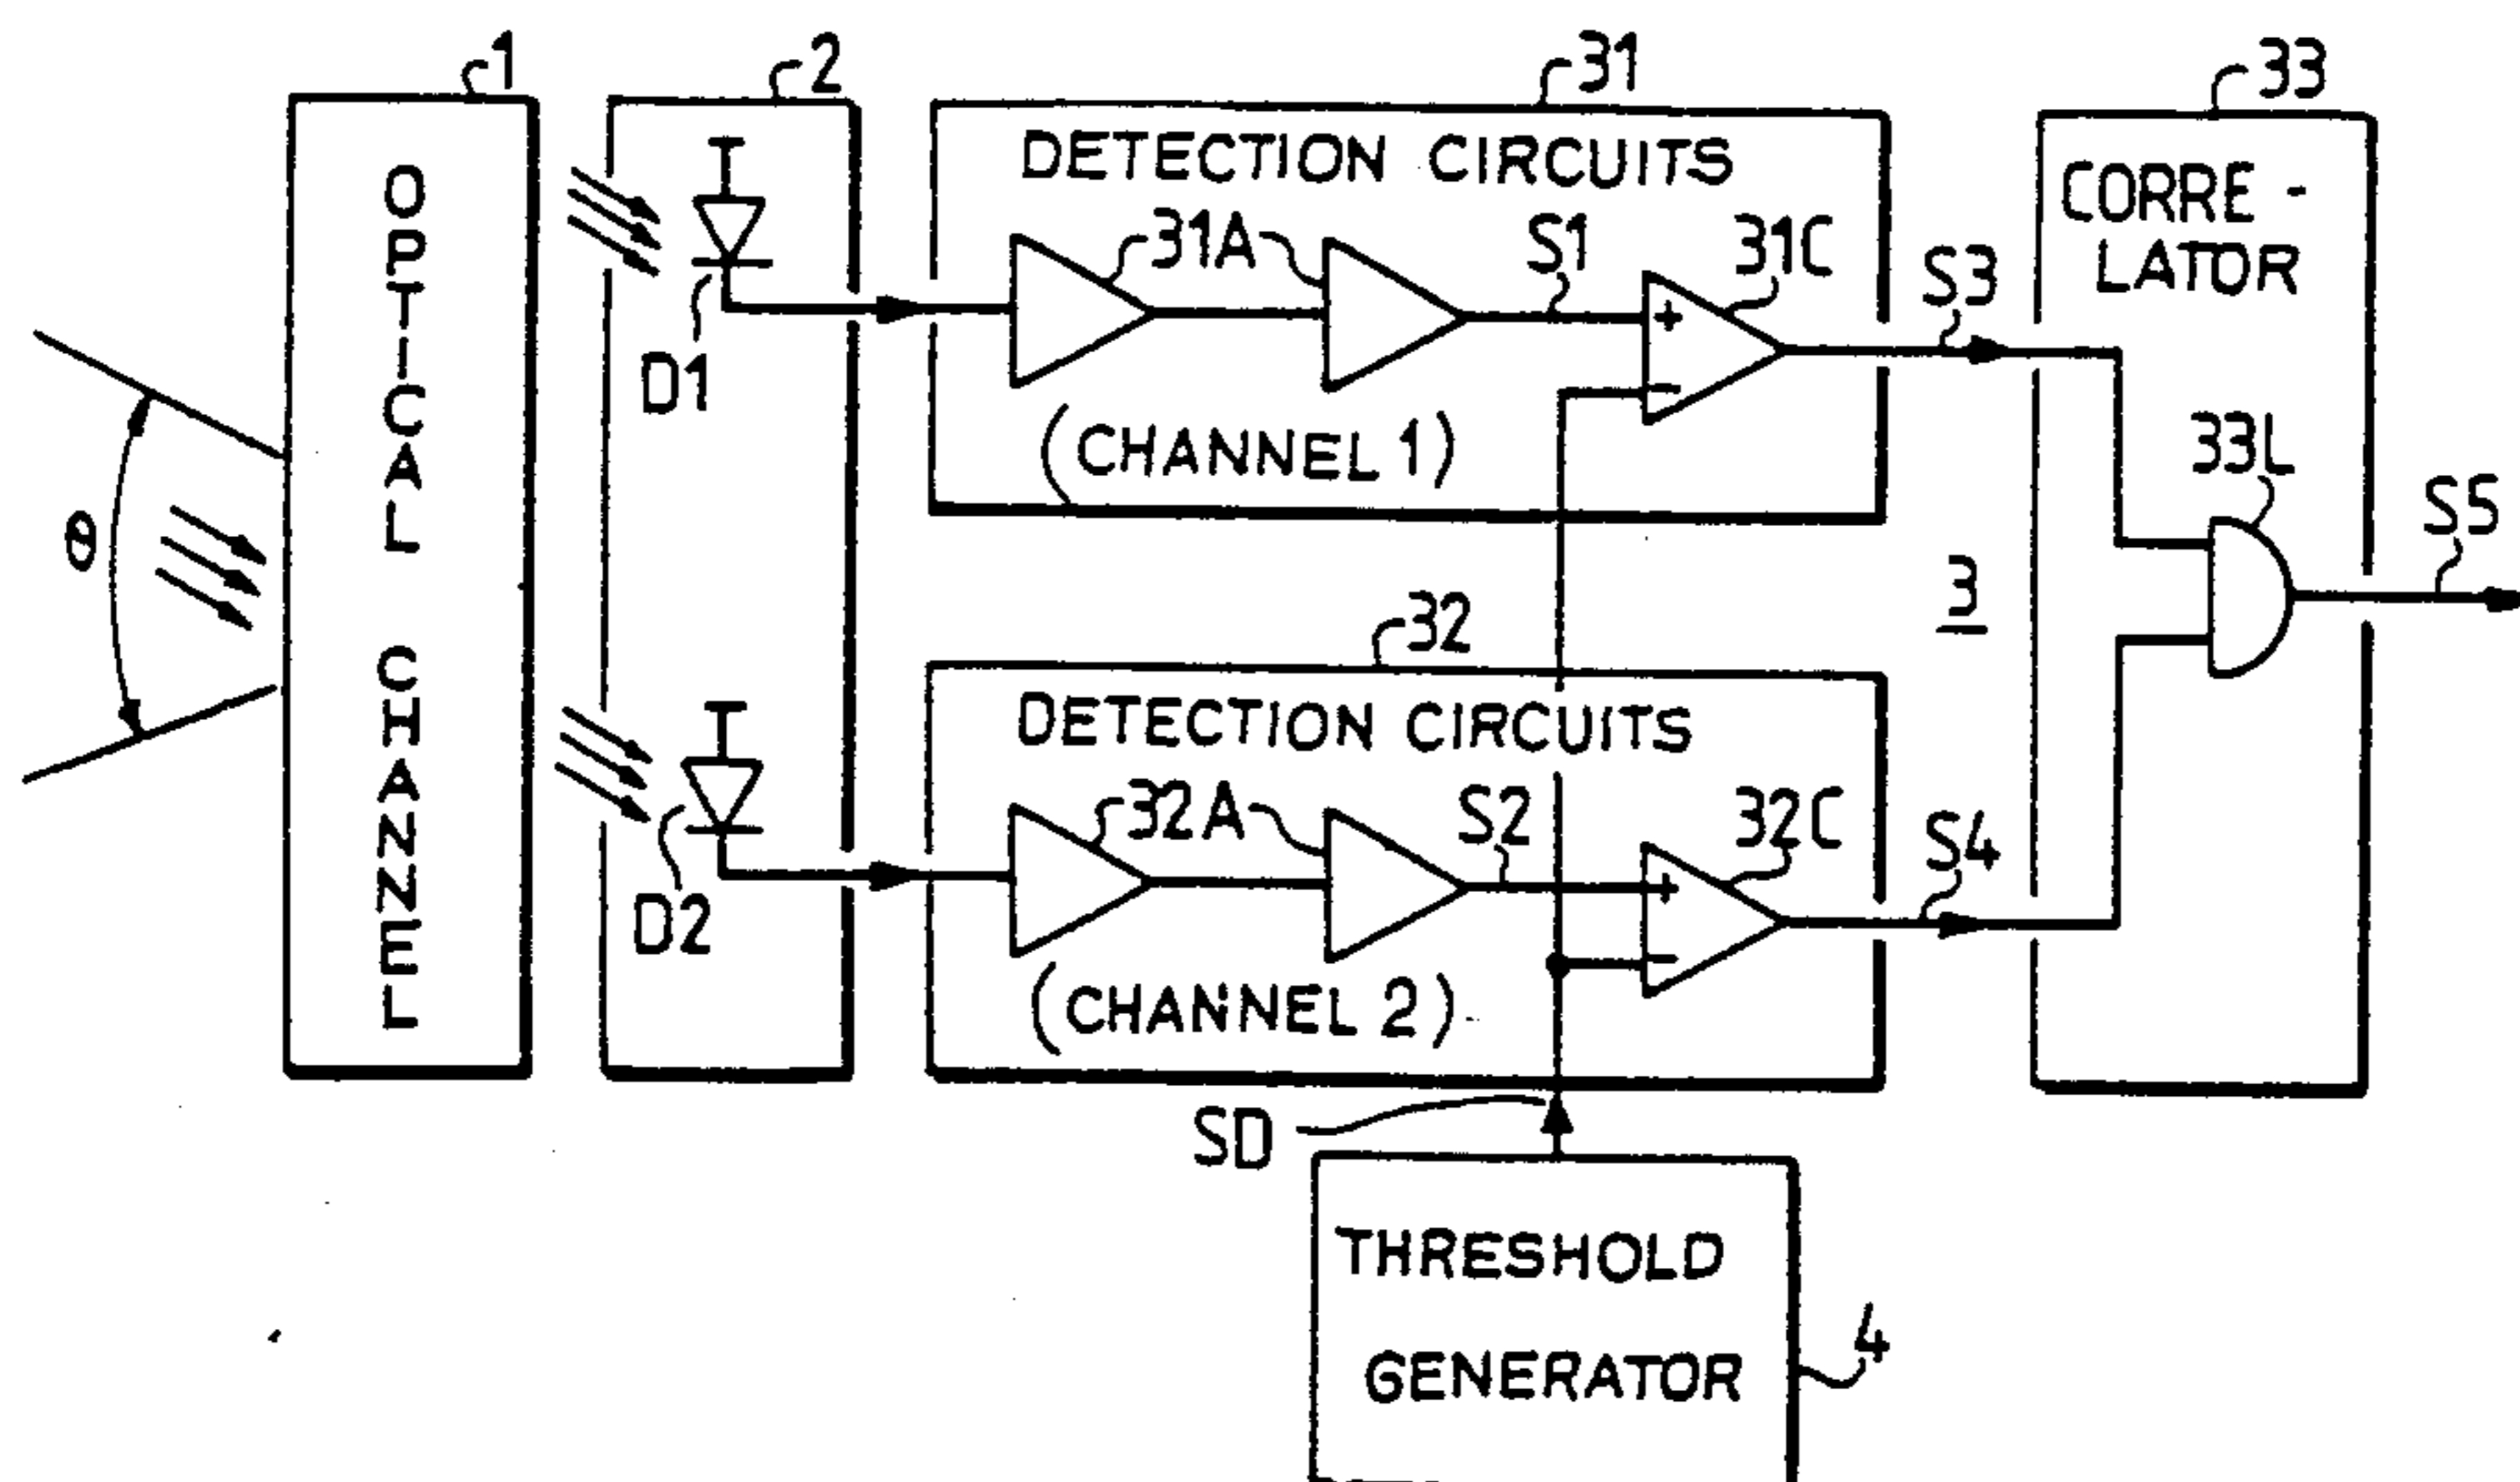 1
2
31
33
OPTICAL CHANNEL
DETECTION CIRCUITS
CORRE-
LATOR
31A
S1
31C
S3
D1
+
−
(CHANNEL 1)
33L
S5
θ
3
32
DETECTION CIRCUITS
32A
S2
32C
S4
D2
+
−
(CHANNEL 2)
SD
THRESHOLD
GENERATOR
4